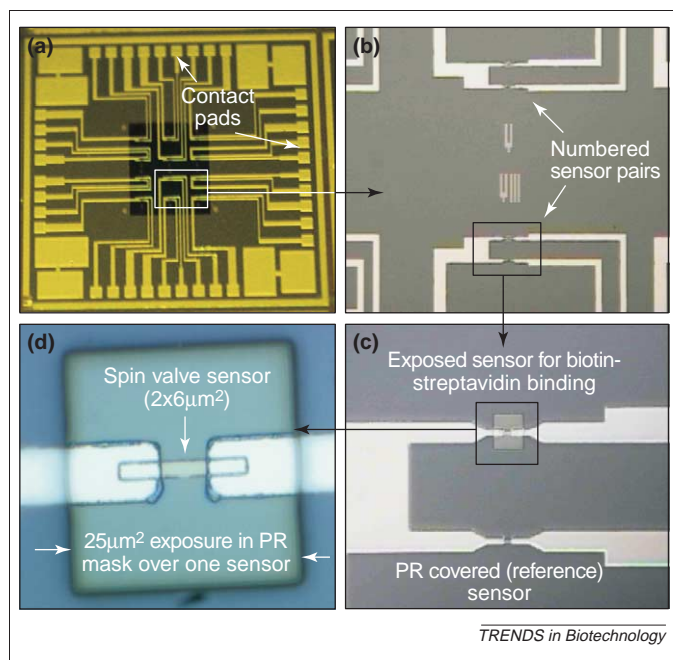 (a)
Contact
pads
(b)
Numbered
sensor pairs
(d)
Spin valve sensor
(2x6μm²)
25μm² exposure in PR
mask over one sensor
(c)
Exposed sensor for biotin-
streptavidin binding
PR covered (reference)
sensor
TRENDS in Biotechnology